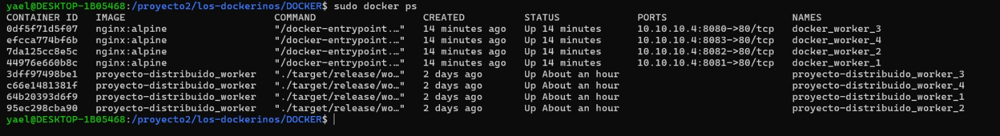 yael@DESKTOP-1B05468:/proyecto2/los-dockerinos/DOCKER$ sudo docker ps
CONTAINER ID   IMAGE                         COMMAND                  CREATED          STATUS              PORTS                     NAMES
0df5f71d5f07   nginx:alpine                  "/docker-entrypoint.…"   14 minutes ago   Up 14 minutes       10.10.10.4:8080->80/tcp   docker_worker_3
efcca774bf6b   nginx:alpine                  "/docker-entrypoint.…"   14 minutes ago   Up 14 minutes       10.10.10.4:8083->80/tcp   docker_worker_4
7da125cc8e5c   nginx:alpine                  "/docker-entrypoint.…"   14 minutes ago   Up 14 minutes       10.10.10.4:8082->80/tcp   docker_worker_2
44976e660b8c   nginx:alpine                  "/docker-entrypoint.…"   14 minutes ago   Up 14 minutes       10.10.10.4:8081->80/tcp   docker_worker_1
3dff97498be1   proyecto-distribuido_worker   "./target/release/wo…"   2 days ago       Up About an hour                              proyecto-distribuido_worker_3
c66e1481381f   proyecto-distribuido_worker   "./target/release/wo…"   2 days ago       Up About an hour                              proyecto-distribuido_worker_4
64b20393d6f9   proyecto-distribuido_worker   "./target/release/wo…"   2 days ago       Up About an hour                              proyecto-distribuido_worker_1
95ec298cba90   proyecto-distribuido_worker   "./target/release/wo…"   2 days ago       Up About an hour                              proyecto-distribuido_worker_2
yael@DESKTOP-1B05468:/proyecto2/los-dockerinos/DOCKER$